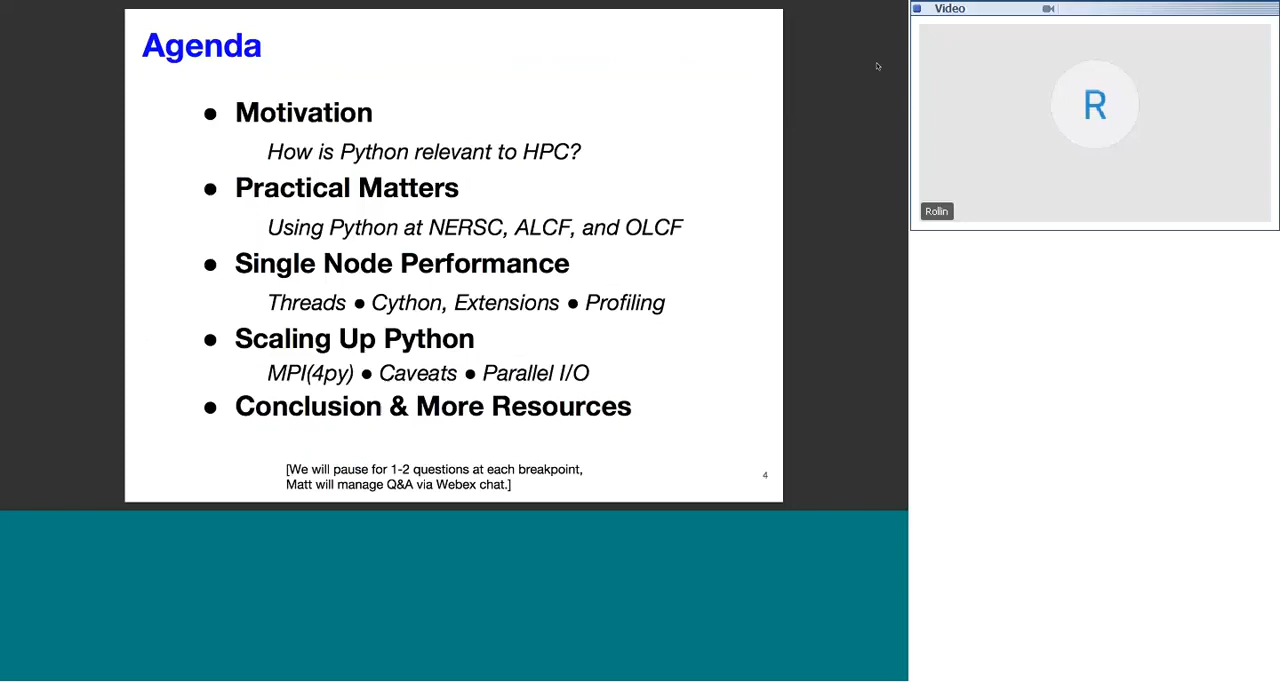 Agenda
● Motivation
How is Python relevant to HPC?
● Practical Matters
Using Python at NERSC, ALCF, and OLCF
● Single Node Performance
Threads ● Cython, Extensions ● Profiling
● Scaling Up Python
MPI(4py) ● Caveats ● Parallel I/O
● Conclusion & More Resources
[We will pause for 1-2 questions at each breakpoint,
Matt will manage Q&A via Webex chat.]
4
Video
R
Rolin